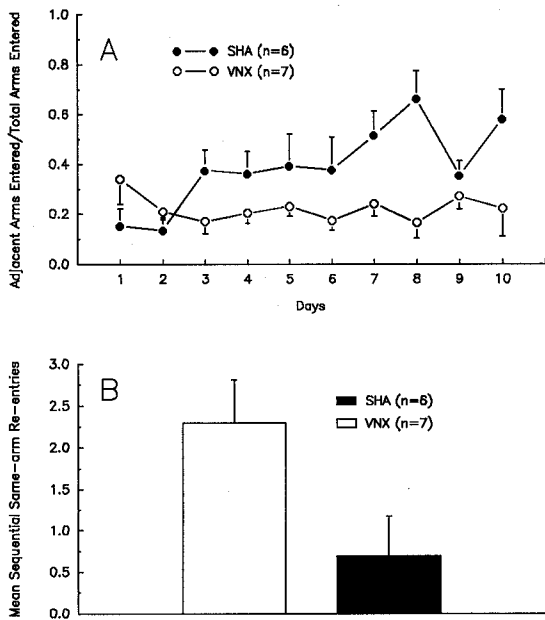 A
SHA (n=6)
VNX (n=7)
Adjacent Arms Entered/Total Arms Entered
1.0
0.8
0.6
0.4
0.2
0.0
1 2 3 4 5 6 7 8 9 10
Days
B
SHA (n=6)
VNX (n=7)
Mean Sequential Same-arm Re-entries
3.0
2.5
2.0
1.5
1.0
0.5
0.0